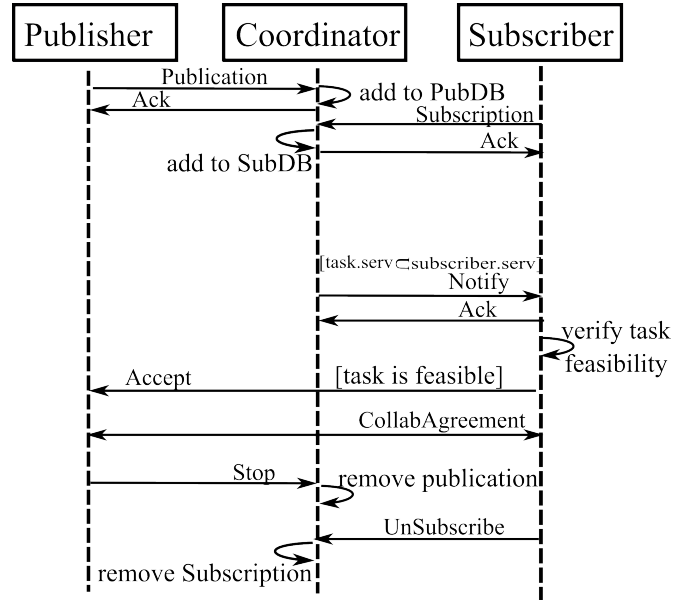 Publisher
Coordinator
Subscriber
Publication
add to PubDB
Ack
Subscription
Ack
add to SubDB
[task.serv⊂subscriber.serv]
Notify
Ack
verify task
feasibility
Accept
[task is feasible]
CollabAgreement
Stop
remove publication
UnSubscribe
remove Subscription